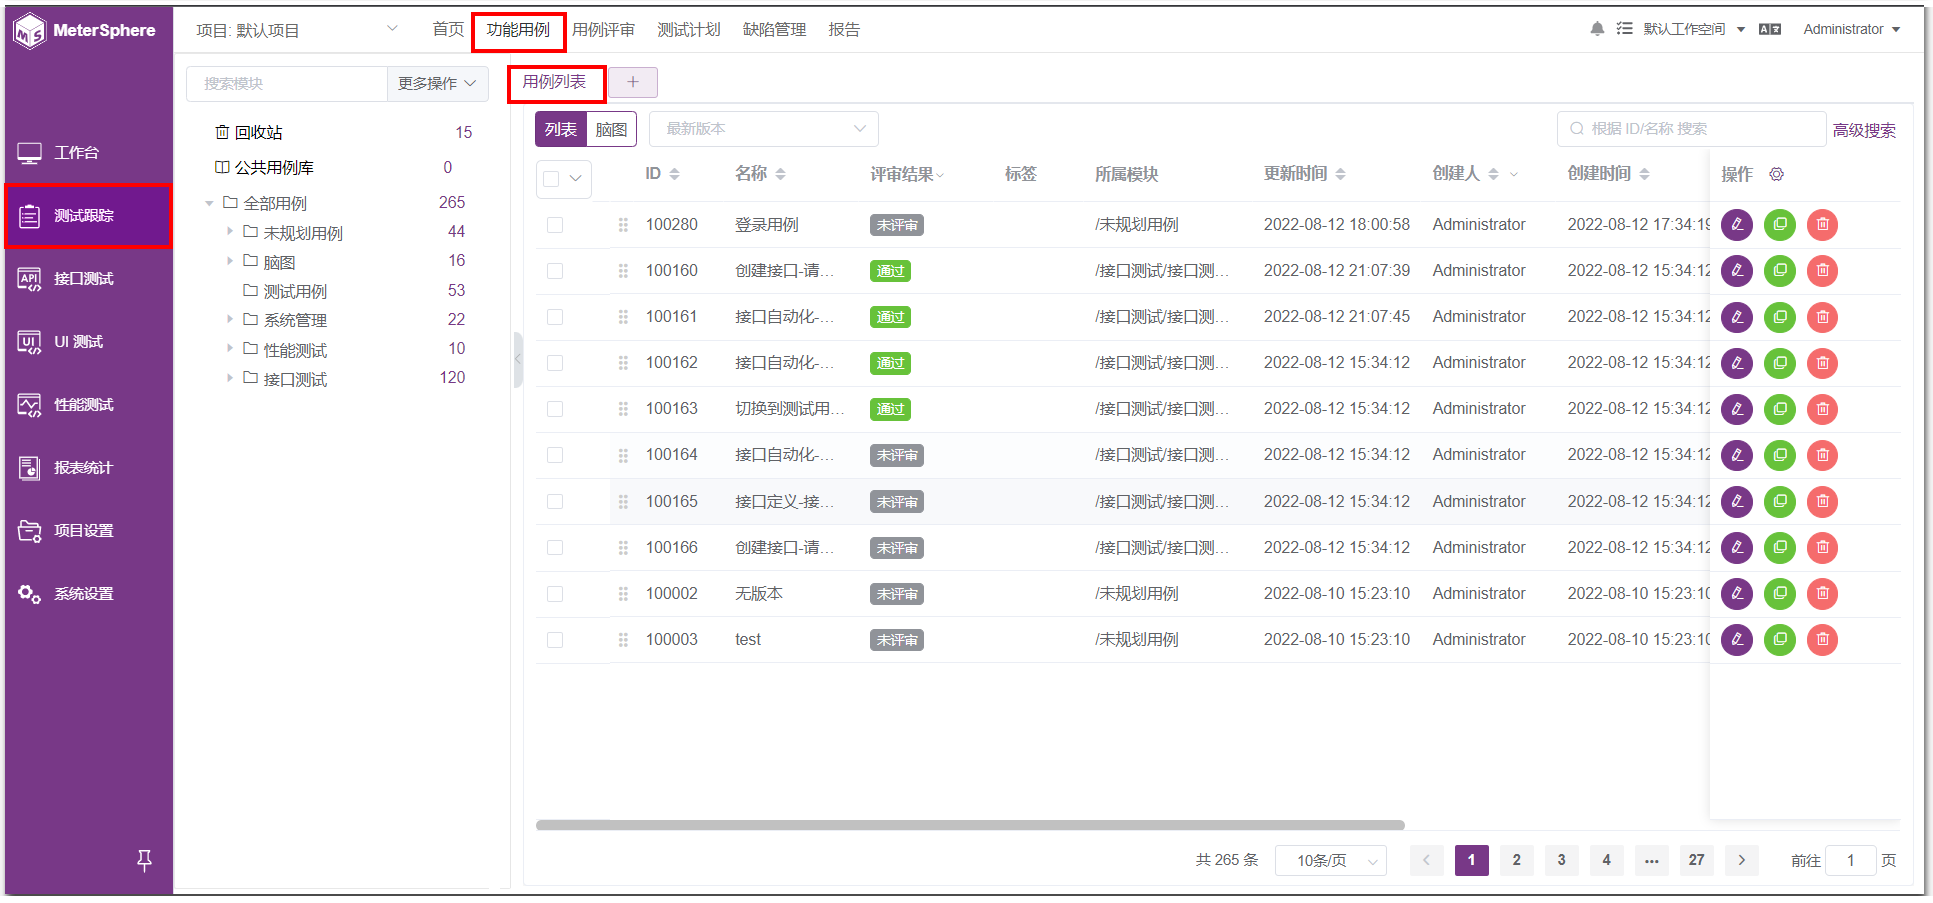 MeterSphere
项目: 默认项目
首页 功能用例 用例评审 测试计划 缺陷管理 报告
默认工作空间
Administrator
工作台
测试跟踪
接口测试
UI 测试
性能测试
报表统计
项目设置
系统设置
搜索模块 更多操作
回收站 15
公共用例库 0
全部用例 265
未规划用例 44
脑图 16
测试用例 53
系统管理 22
性能测试 10
接口测试 120
用例列表 +
列表 脑图 最新版本 根据 ID/名称 搜索 高级搜索
ID 名称 评审结果 标签 所属模块 更新时间 创建人 创建时间 操作
100280 登录用例 未评审 /未规划用例 2022-08-12 18:00:58 Administrator 2022-08-12 17:34:19
100160 创建接口-请... 通过 /接口测试/接口测... 2022-08-12 21:07:39 Administrator 2022-08-12 15:34:12
100161 接口自动化-... 通过 /接口测试/接口测... 2022-08-12 21:07:45 Administrator 2022-08-12 15:34:12
100162 接口自动化-... 通过 /接口测试/接口测... 2022-08-12 15:34:12 Administrator 2022-08-12 15:34:12
100163 切换到测试用... 通过 /接口测试/接口测... 2022-08-12 15:34:12 Administrator 2022-08-12 15:34:12
100164 接口自动化-... 未评审 /接口测试/接口测... 2022-08-12 15:34:12 Administrator 2022-08-12 15:34:12
100165 接口定义-接... 未评审 /接口测试/接口测... 2022-08-12 15:34:12 Administrator 2022-08-12 15:34:12
100166 创建接口-请... 未评审 /接口测试/接口测... 2022-08-12 15:34:12 Administrator 2022-08-12 15:34:12
100002 无版本 未评审 /未规划用例 2022-08-10 15:23:10 Administrator 2022-08-10 15:23:10
100003 test 未评审 /未规划用例 2022-08-10 15:23:10 Administrator 2022-08-10 15:23:10
共 265 条 10条/页 1 2 3 4 ... 27 前往 1 页